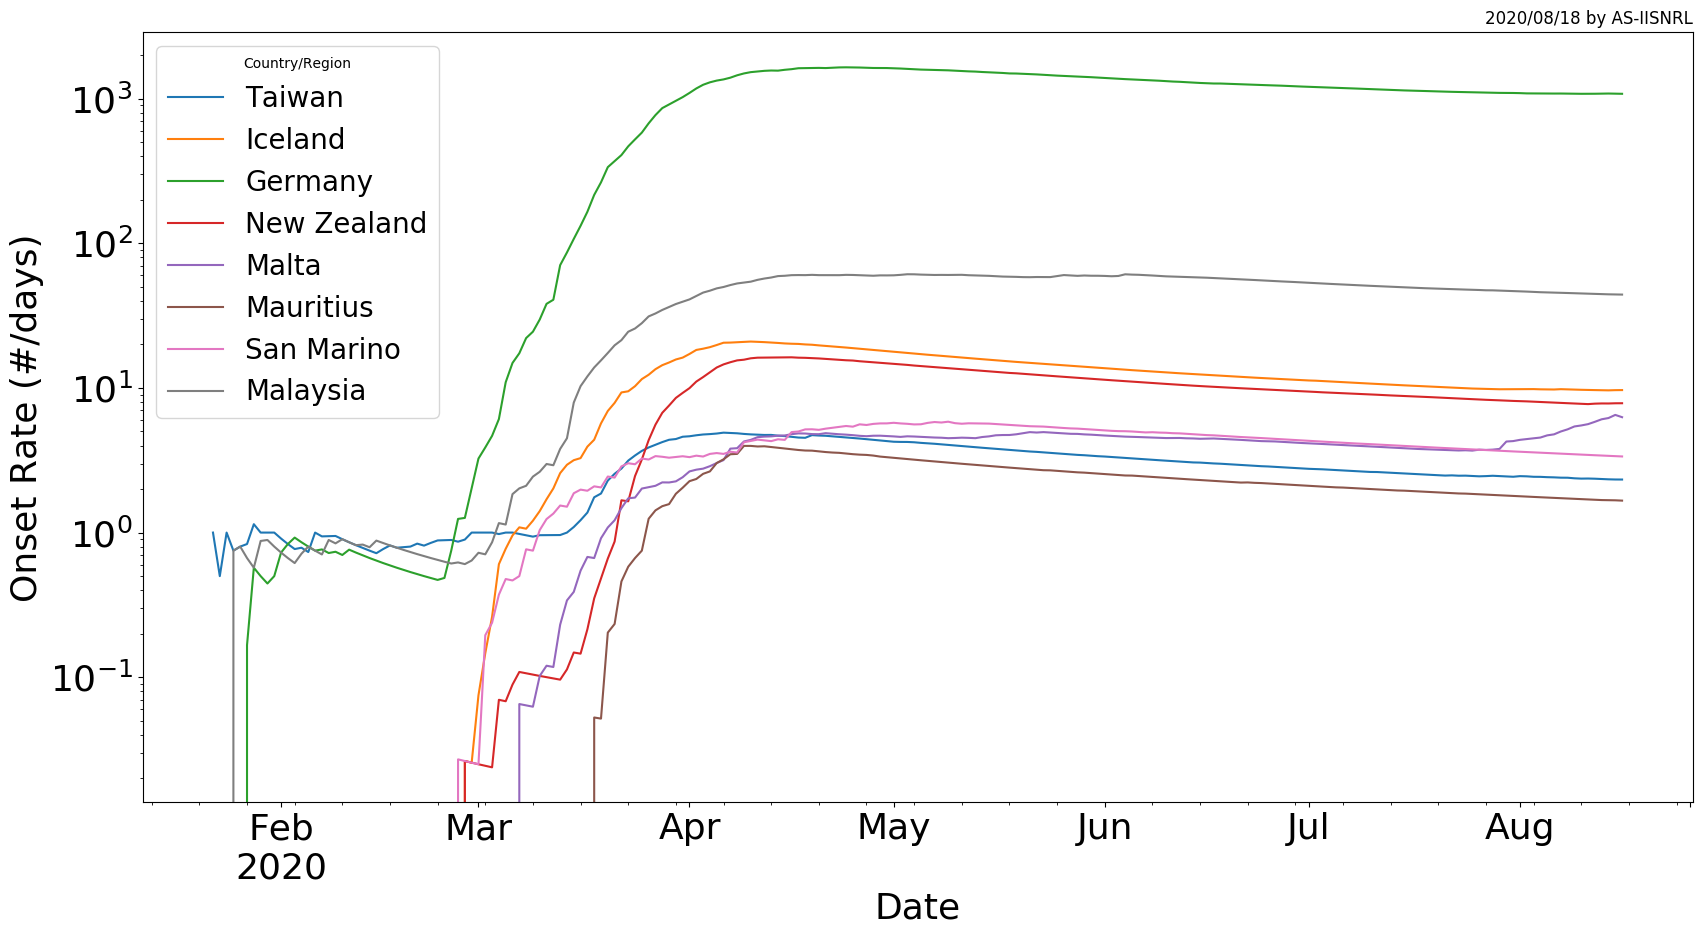 2020/08/18 by AS-IISNRL
Country/Region
Taiwan
Iceland
Germany
New Zealand
Malta
Mauritius
San Marino
Malaysia
Onset Rate (#/days)
10³
10²
10¹
10⁰
10⁻¹
Feb Mar Apr May Jun Jul Aug
2020
Date